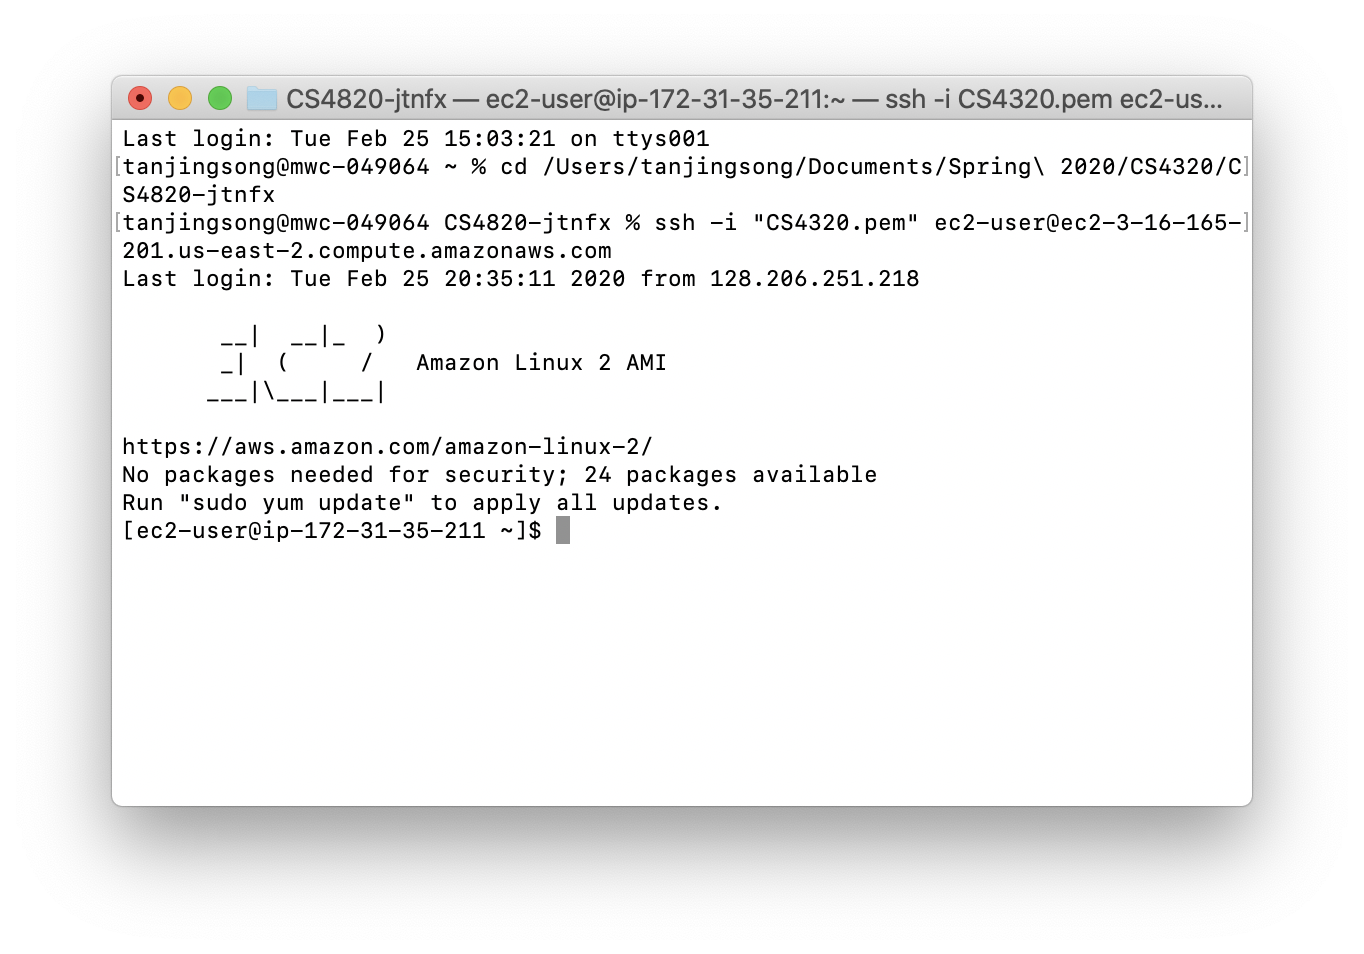 CS4820-jtnfx — ec2-user@ip-172-31-35-211:~ — ssh -i CS4320.pem ec2-us...
Last login: Tue Feb 25 15:03:21 on ttys001
[tanjingsong@mwc-049064 ~ % cd /Users/tanjingsong/Documents/Spring\ 2020/CS4320/C]
S4820-jtnfx
[tanjingsong@mwc-049064 CS4820-jtnfx % ssh -i "CS4320.pem" ec2-user@ec2-3-16-165-]
201.us-east-2.compute.amazonaws.com
Last login: Tue Feb 25 20:35:11 2020 from 128.206.251.218
       __|  __|_  )
       _|  (     /   Amazon Linux 2 AMI
      ___|\___|___|
https://aws.amazon.com/amazon-linux-2/
No packages needed for security; 24 packages available
Run "sudo yum update" to apply all updates.
[ec2-user@ip-172-31-35-211 ~]$